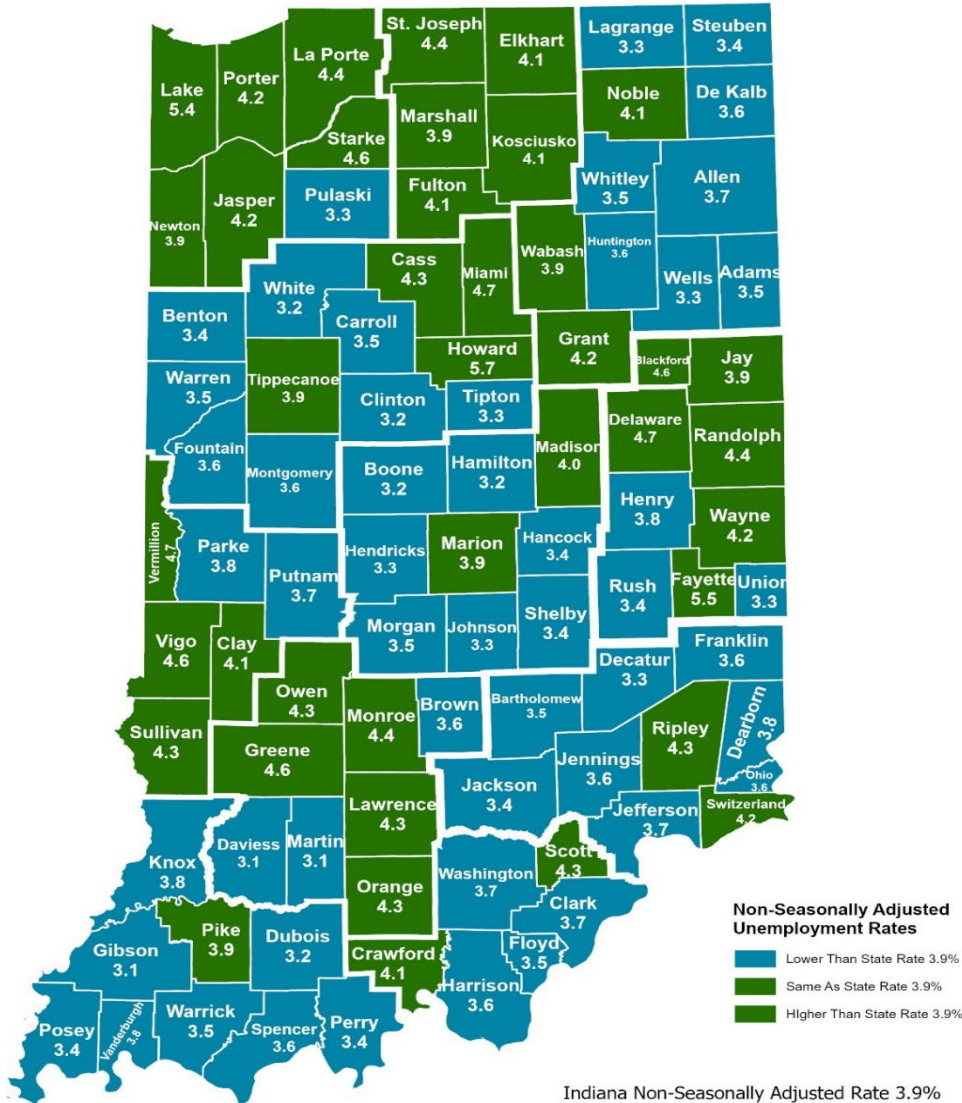 St. Joseph
4.4
Elkhart
4.1
Lagrange
3.3
Steuben
3.4
La Porte
4.4
Porter
4.2
Lake
5.4
Noble
4.1
De Kalb
3.6
Marshall
3.9
Starke
4.6
Kosciusko
4.1
Whitley
3.5
Allen
3.7
Pulaski
3.3
Fulton
4.1
Jasper
4.2
Newton
3.9
Wabash
3.9
Huntington
3.6
Cass
4.3
Miami
4.7
Wells
3.3
Adams
3.5
White
3.2
Benton
3.4
Carroll
3.5
Grant
4.2
Howard
5.7
Blackford
4.6
Jay
3.9
Warren
3.5
Tippecanoe
3.9
Clinton
3.2
Tipton
3.3
Delaware
4.7
Randolph
4.4
Madison
4.0
Fountain
3.6
Montgomery
3.6
Boone
3.2
Hamilton
3.2
Henry
3.8
Wayne
4.2
Vermillion
4.7
Parke
3.8
Putnam
3.7
Hendricks
3.3
Marion
3.9
Hancock
3.4
Rush
3.4
Fayette
5.5
Union
3.3
Vigo
4.6
Clay
4.1
Morgan
3.5
Johnson
3.3
Shelby
3.4
Franklin
3.6
Decatur
3.3
Owen
4.3
Monroe
4.4
Brown
3.6
Bartholomew
3.5
Dearborn
3.8
Ripley
4.3
Sullivan
4.3
Greene
4.6
Jackson
3.4
Jennings
3.6
Ohio
3.6
Switzerland
4.2
Jefferson
3.7
Lawrence
4.3
Knox
3.8
Daviess
3.1
Martin
3.1
Scott
4.3
Washington
3.7
Orange
4.3
Clark
3.7
Pike
3.9
Dubois
3.2
Gibson
3.1
Floyd
3.5
Crawford
4.1
Harrison
3.6
Posey
3.4
Vanderburgh
3.8
Warrick
3.5
Spencer
3.6
Perry
3.4
Non-Seasonally Adjusted
Unemployment Rates
Lower Than State Rate 3.9%
Same As State Rate 3.9%
HIgher Than State Rate 3.9%
Indiana Non-Seasonally Adjusted Rate 3.9%